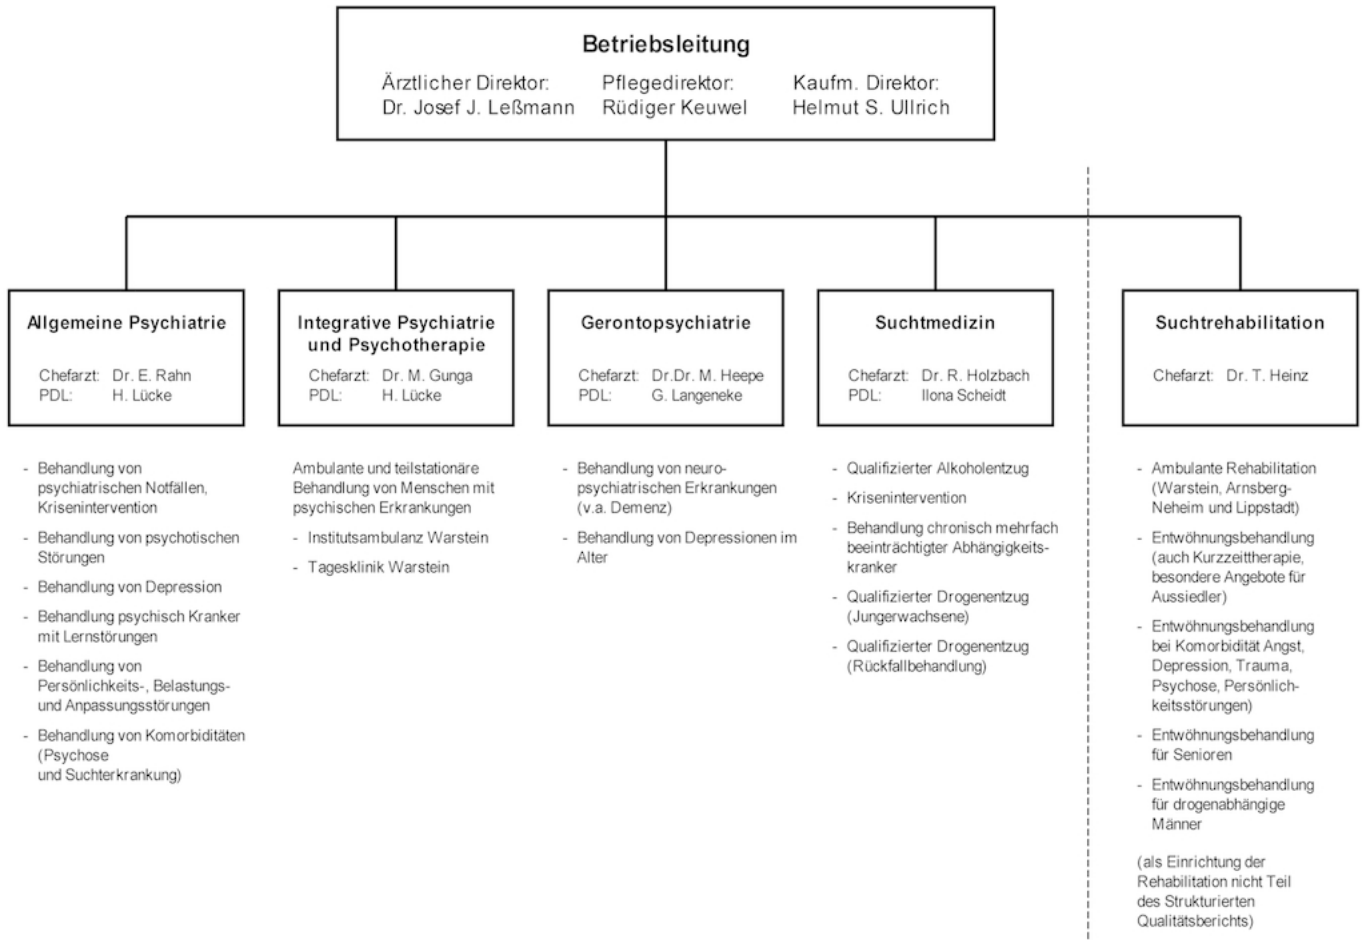 Betriebsleitung
Ärztlicher Direktor:
Dr. Josef J. Leßmann
Pflegedirektor:
Rüdiger Keuwel
Kaufm. Direktor:
Helmut S. Ullrich
Allgemeine Psychiatrie
Chefarzt: Dr. E. Rahn
PDL: H. Lücke
- Behandlung von
psychiatrischen Notfällen,
Krisenintervention
- Behandlung von psychotischen
Störungen
- Behandlung von Depression
- Behandlung psychisch Kranker
mit Lernstörungen
- Behandlung von
Persönlichkeits-, Belastungs-
und Anpassungsstörungen
- Behandlung von Komorbiditäten
(Psychose
und Suchterkrankung)
Integrative Psychiatrie
und Psychotherapie
Chefarzt: Dr. M. Gunga
PDL: H. Lücke
Ambulante und teilstationäre
Behandlung von Menschen mit
psychischen Erkrankungen
- Institutsambulanz Warstein
- Tagesklinik Warstein
Gerontopsychiatrie
Chefarzt: Dr.Dr. M. Heepe
PDL: G. Langeneke
- Behandlung von neuro-
psychiatrischen Erkrankungen
(v.a. Demenz)
- Behandlung von Depressionen im
Alter
Suchtmedizin
Chefarzt: Dr. R. Holzbach
PDL: Ilona Scheidt
- Qualifizierter Alkoholentzug
- Krisenintervention
- Behandlung chronisch mehrfach
beeinträchtigter Abhängigkeits-
kranker
- Qualifizierter Drogenentzug
(Jungerwachsene)
- Qualifizierter Drogenentzug
(Rückfallbehandlung)
Suchtrehabilitation
Chefarzt: Dr. T. Heinz
- Ambulante Rehabilitation
(Warstein, Arnsberg-
Neheim und Lippstadt)
- Entwöhnungsbehandlung
(auch Kurzzeittherapie,
besondere Angebote für
Aussiedler)
- Entwöhnungsbehandlung
bei Komorbidität Angst,
Depression, Trauma,
Psychose, Persönlich-
keitsstörungen)
- Entwöhnungsbehandlung
für Senioren
- Entwöhnungsbehandlung
für drogenabhängige
Männer
(als Einrichtung der
Rehabilitation nicht Teil
des Strukturierten
Qualitätsberichts)